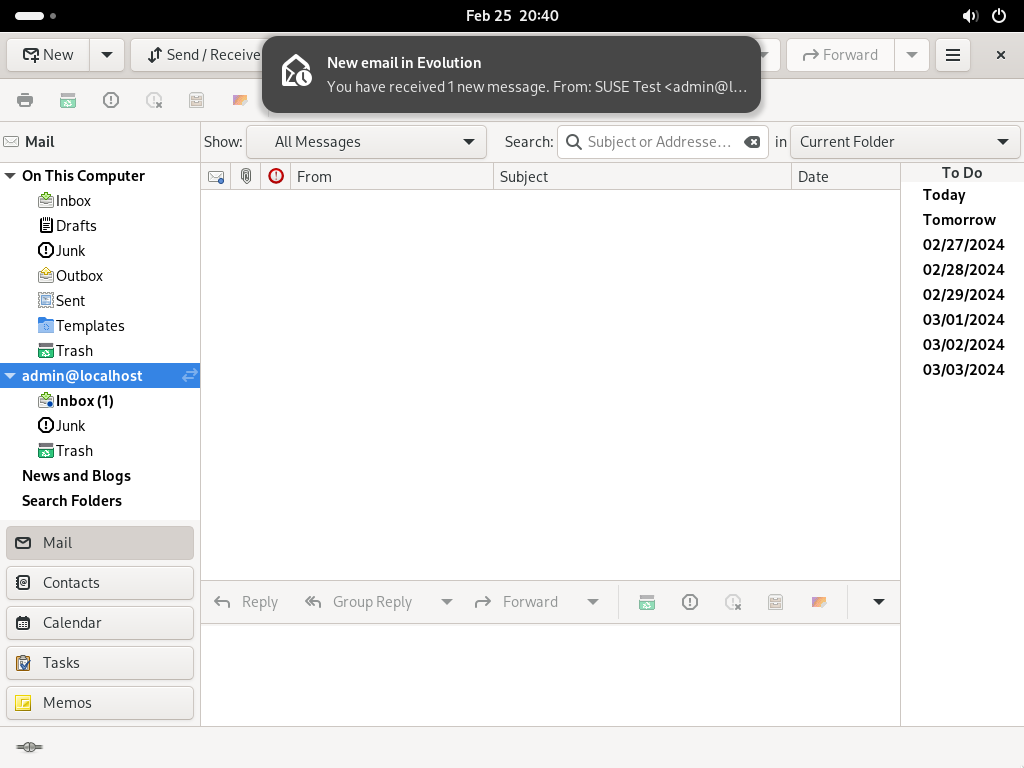 Feb 25 20:40
New
Send / Receive
Forward
New email in Evolution
You have received 1 new message. From: SUSE Test <admin@l…
Mail
Show: All Messages
Search: Subject or Addresse… in Current Folder
On This Computer
Inbox
Drafts
Junk
Outbox
Sent
Templates
Trash
admin@localhost
Inbox (1)
Junk
Trash
News and Blogs
Search Folders
Mail
Contacts
Calendar
Tasks
Memos
From Subject Date
Reply Group Reply Forward
To Do
Today
Tomorrow
02/27/2024
02/28/2024
02/29/2024
03/01/2024
03/02/2024
03/03/2024